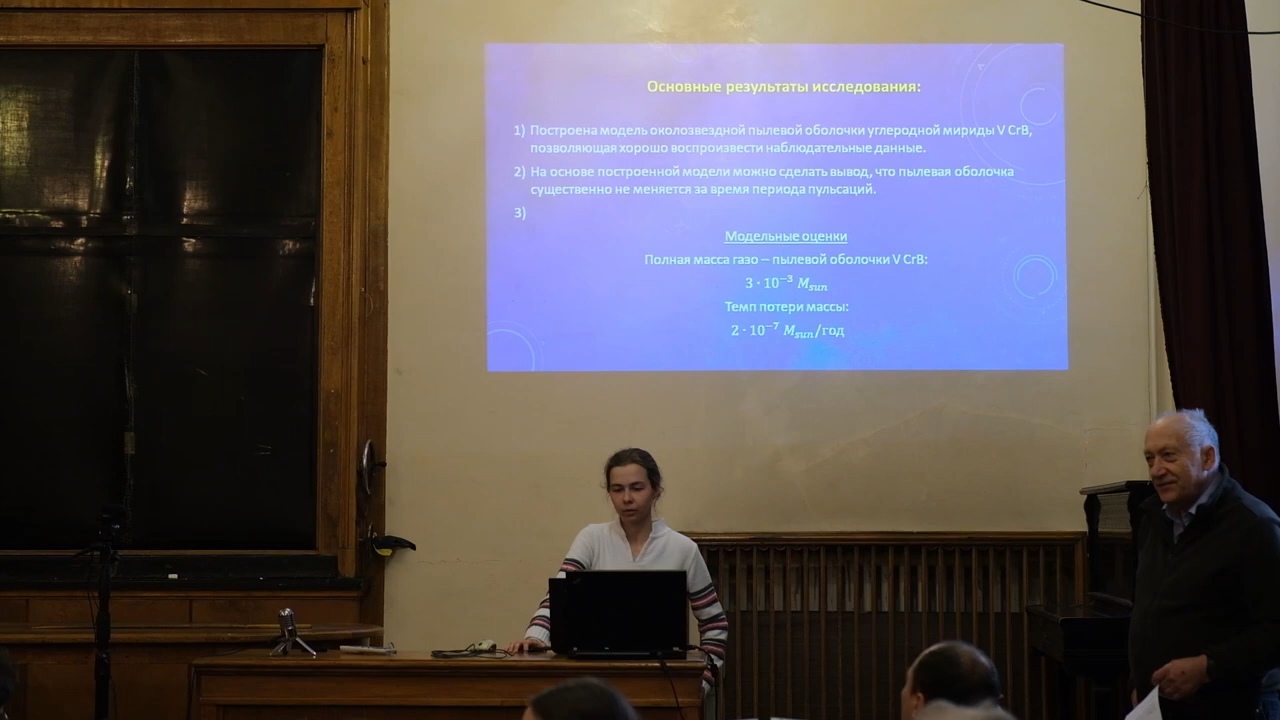 Основные результаты исследования:
1) Построена модель околозвездной пылевой оболочки углеродной мириды V CrB,
позволяющая хорошо воспроизвести наблюдательные данные.
2) На основе построенной модели можно сделать вывод, что пылевая оболочка
существенно не меняется за время периода пульсаций.
3)
Модельные оценки
Полная масса газо – пылевой оболочки V CrB:
3 · 10⁻³ Mₛᵤₙ
Темп потери массы:
2 · 10⁻⁷ Mₛᵤₙ/год